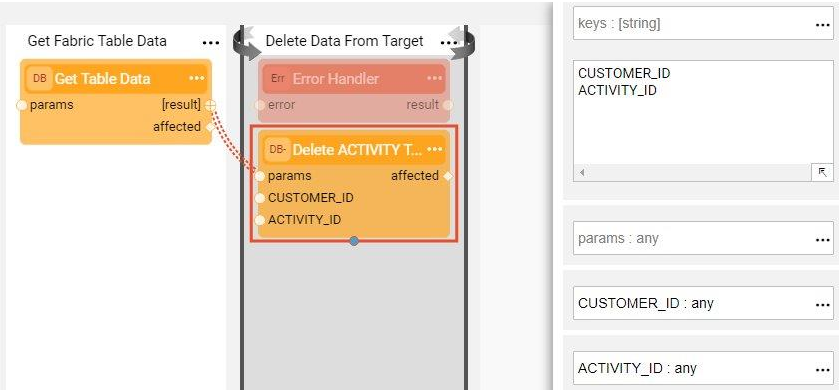 Get Fabric Table Data ...
DB Get Table Data ...
params [result]
affected
Delete Data From Target ...
Err Error Handler ...
error result
DB- Delete ACTIVITY T... ...
params affected
CUSTOMER_ID
ACTIVITY_ID
keys : [string] ...
CUSTOMER_ID
ACTIVITY_ID
params : any ...
CUSTOMER_ID : any ...
ACTIVITY_ID : any ...